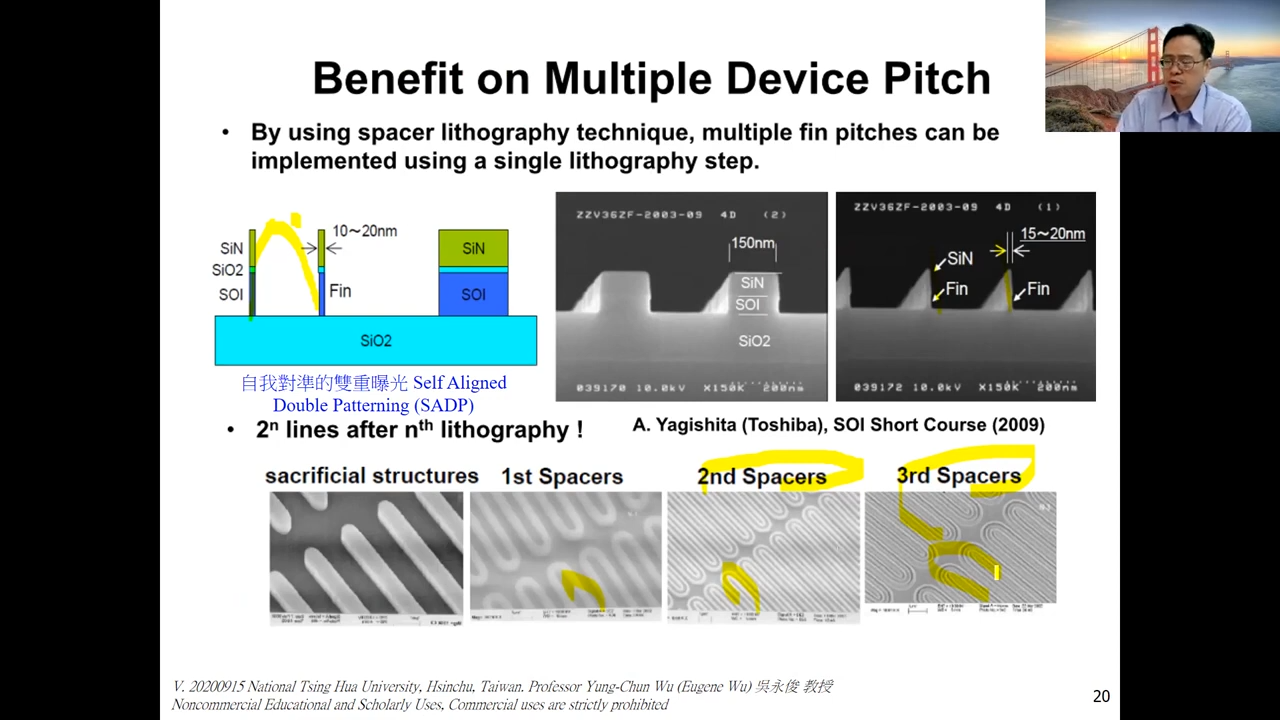 Benefit on Multiple Device Pitch
• By using spacer lithography technique, multiple fin pitches can be
implemented using a single lithography step.
SiN
SiO2
SOI
10～20nm
Fin
SiN
SOI
SiO2
自我對準的雙重曝光 Self Aligned
Double Patterning (SADP)
ZZV36ZF-2003-09 4D (2)
150nm
SiN
SOI
SiO2
039170 10.0kV X150K 200nm
ZZV36ZF-2003-09 4D (1)
15～20nm
SiN
Fin
Fin
039172 10.0kV X150K 200nm
• 2ⁿ lines after nᵗʰ lithography !
A. Yagishita (Toshiba), SOI Short Course (2009)
sacrificial structures
1st Spacers
2nd Spacers
3rd Spacers
V. 20200915 National Tsing Hua University, Hsinchu, Taiwan. Professor Yung-Chun Wu (Eugene Wu) 吳永俊 教授
Noncommercial Educational and Scholarly Uses, Commercial uses are strictly prohibited
20